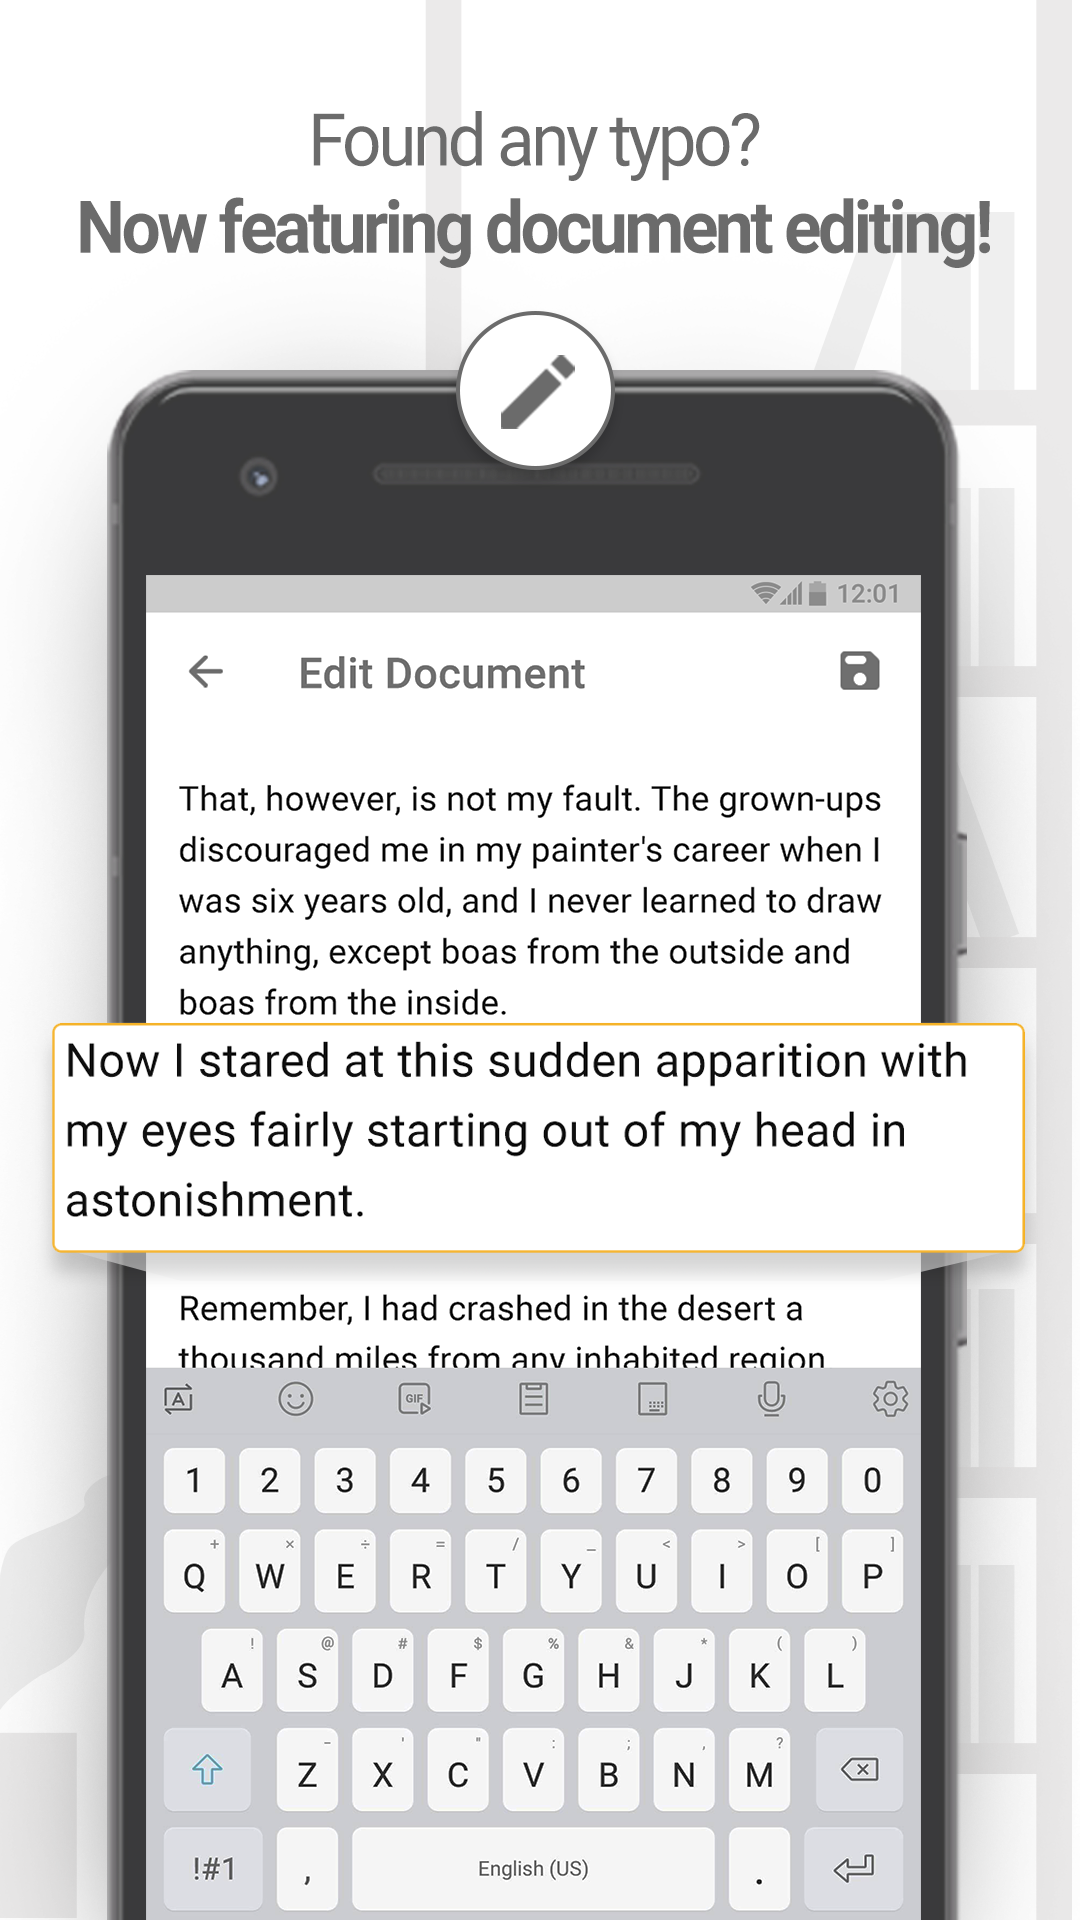 Found any typo?
Now featuring document editing!
12:01
Edit Document
That, however, is not my fault. The grown-ups
discouraged me in my painter's career when I
was six years old, and I never learned to draw
anything, except boas from the outside and
boas from the inside.
Now I stared at this sudden apparition with
my eyes fairly starting out of my head in
astonishment.
Remember, I had crashed in the desert a
thousand miles from any inhabited region
A GIF
1 2 3 4 5 6 7 8 9 0
+ × ÷ = / _ < > [ ]
Q W E R T Y U I O P
! @ # $ % & * ( )
A S D F G H J K L
- ' " : ; , ?
Z X C V B N M
!#1 , English (US) .